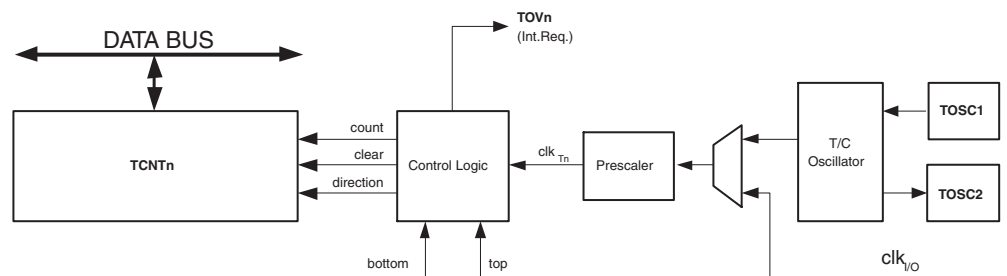 DATA BUS
TOVn
(Int.Req.)
TCNTn
count
clear
direction
Control Logic
clkTn
Prescaler
T/C
Oscillator
TOSC1
TOSC2
bottom
top
clkI/O